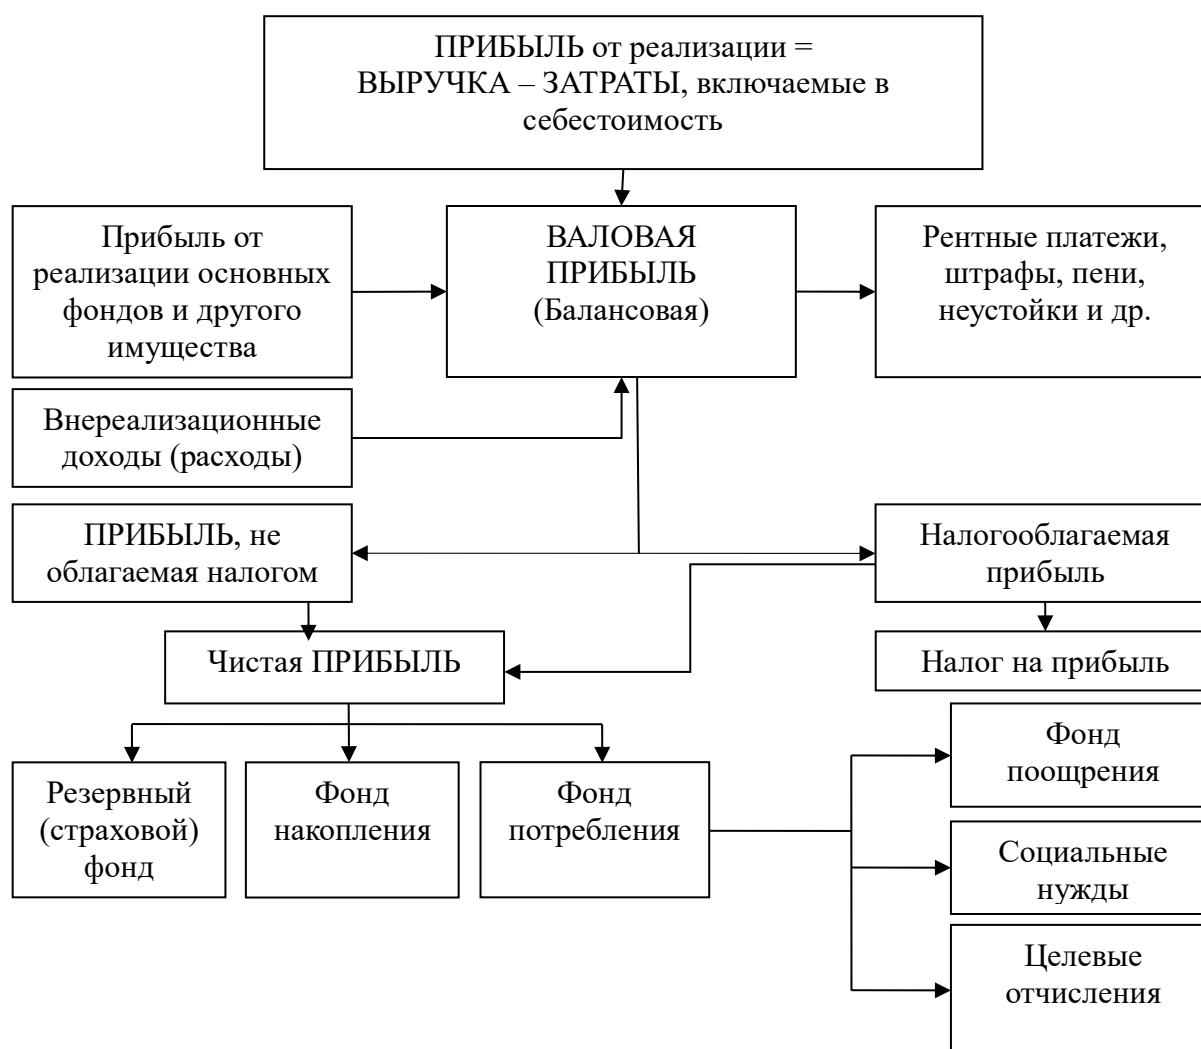 ПРИБЫЛЬ от реализации =
ВЫРУЧКА – ЗАТРАТЫ, включаемые в
себестоимость
Прибыль от
реализации основных
фондов и другого
имущества
ВАЛОВАЯ
ПРИБЫЛЬ
(Балансовая)
Рентные платежи,
штрафы, пени,
неустойки и др.
Внереализационные
доходы (расходы)
ПРИБЫЛЬ, не
облагаемая налогом
Налогооблагаемая
прибыль
Чистая ПРИБЫЛЬ
Налог на прибыль
Резервный
(страховой)
фонд
Фонд
накопления
Фонд
потребления
Фонд
поощрения
Социальные
нужды
Целевые
отчисления